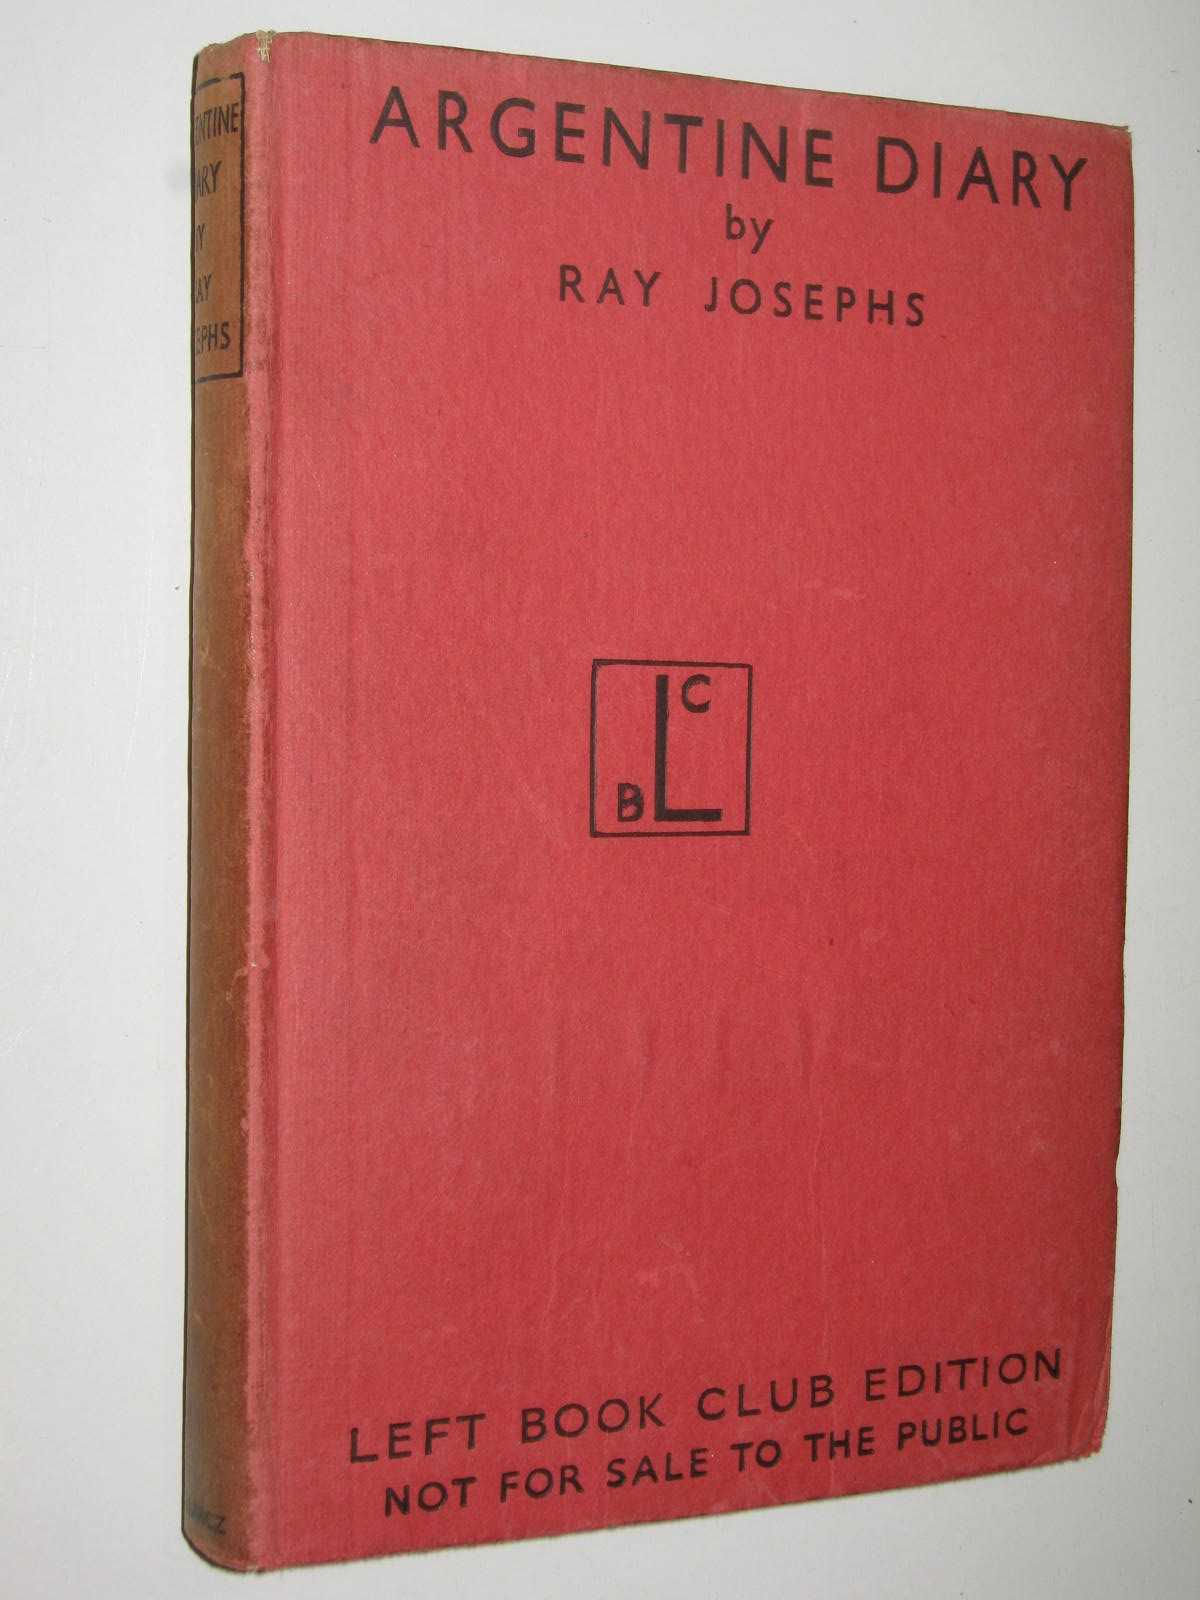 ARGENTINE DIARY
by
RAY JOSEPHS
C
L
B
LEFT BOOK CLUB EDITION
NOT FOR SALE TO THE PUBLIC